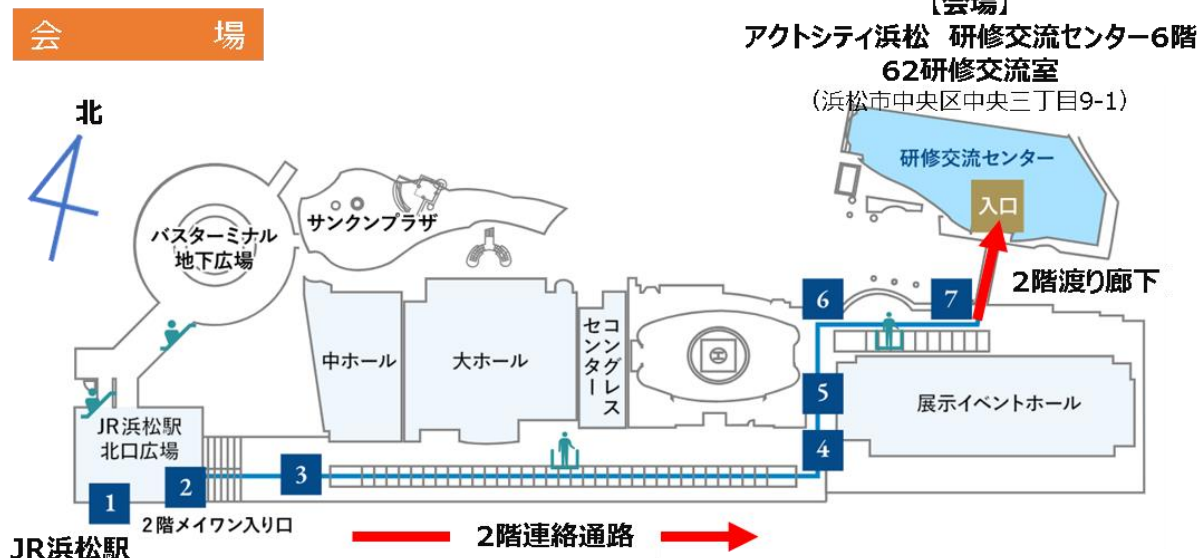 会 場
【会場】
アクトシティ浜松 研修交流センター6階
62研修交流室
（浜松市中央区中央三丁目9-1）
北
研修交流センター
入口
サンクンプラザ
バスターミナル
地下広場
2階渡り廊下
6
7
中ホール
大ホール
コングレス
センター
5
展示イベントホール
JR浜松駅
北口広場
4
3
2
1
2階メイワン入り口
2階連絡通路
JR浜松駅